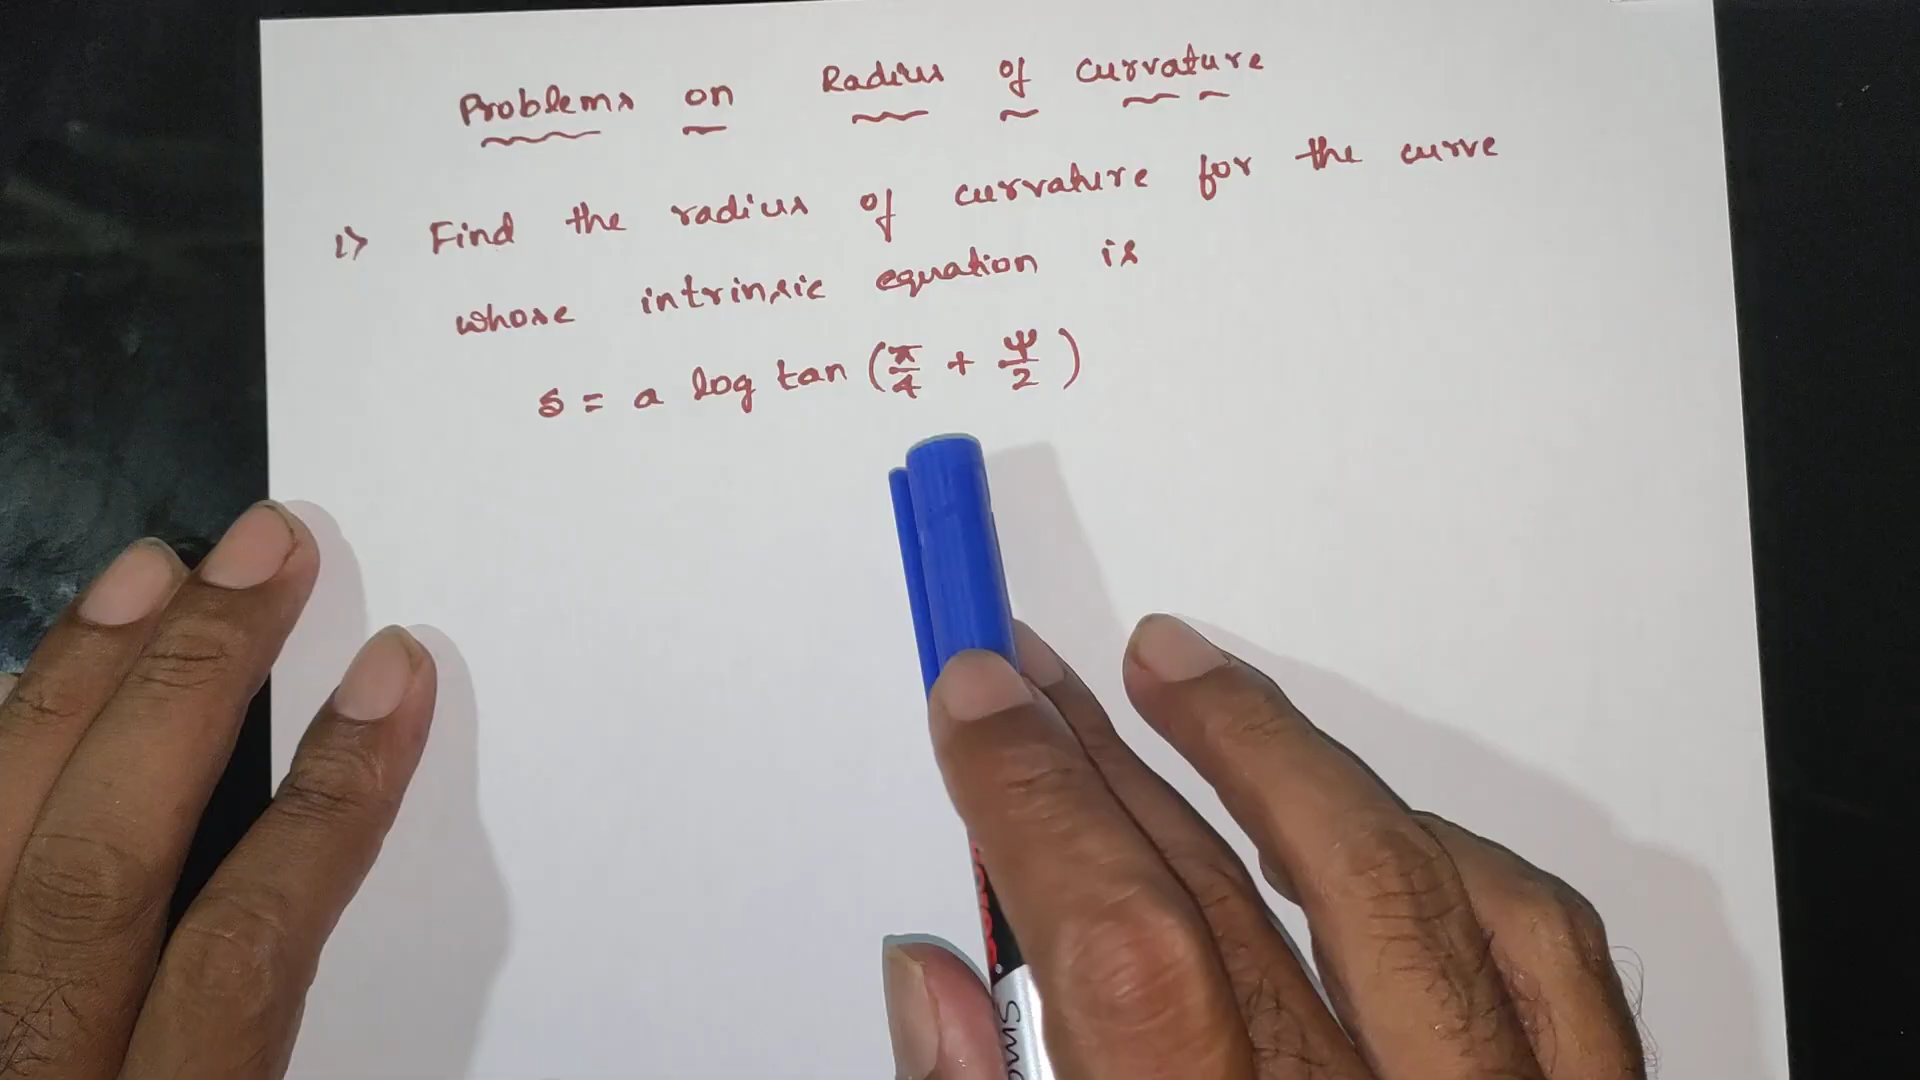 Problems on Radius of curvature
1) Find the radius of curvature for the curve
whose intrinsic equation is
s = a log tan (π/4 + ψ/2)